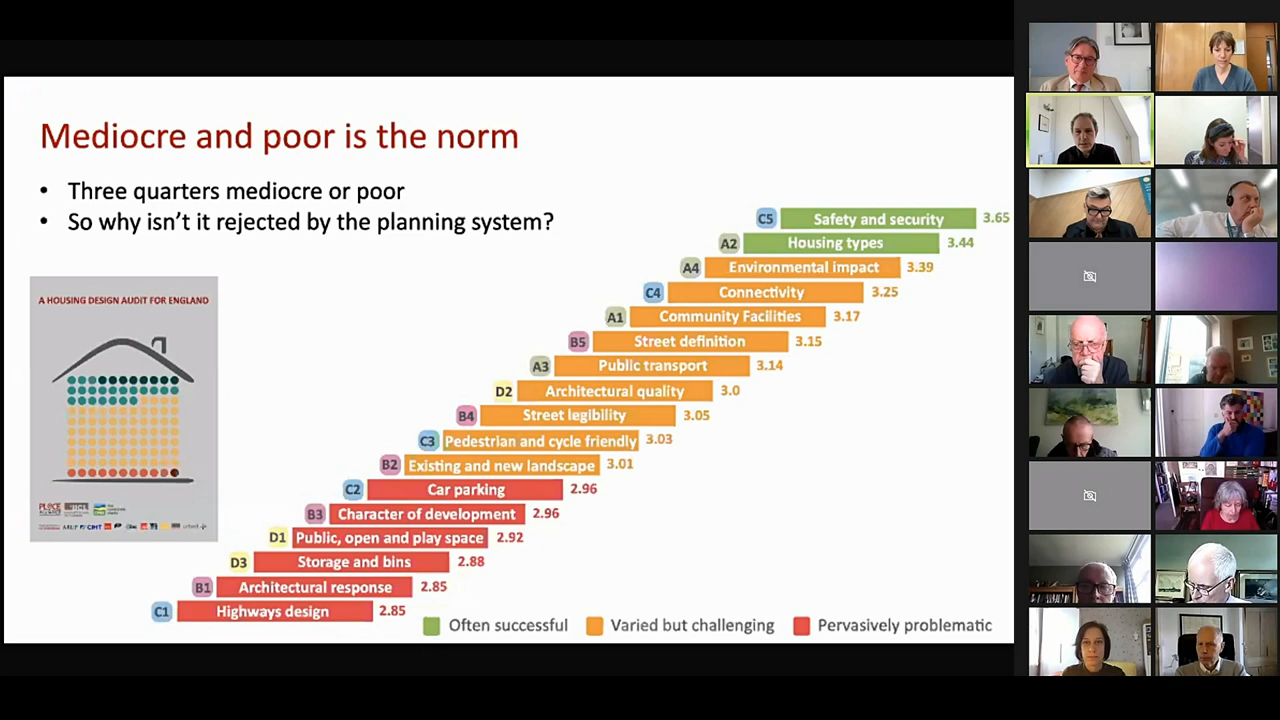 Mediocre and poor is the norm
• Three quarters mediocre or poor
• So why isn't it rejected by the planning system?
A HOUSING DESIGN AUDIT FOR ENGLAND
C5 Safety and security 3.65
A2 Housing types 3.44
A4 Environmental impact 3.39
C4 Connectivity 3.25
A1 Community Facilities 3.17
B5 Street definition 3.15
A3 Public transport 3.14
D2 Architectural quality 3.0
B4 Street legibility 3.05
C3 Pedestrian and cycle friendly 3.03
B2 Existing and new landscape 3.01
C2 Car parking 2.96
B3 Character of development 2.96
D1 Public, open and play space 2.92
D3 Storage and bins 2.88
B1 Architectural response 2.85
C1 Highways design 2.85
Often successful Varied but challenging Pervasively problematic